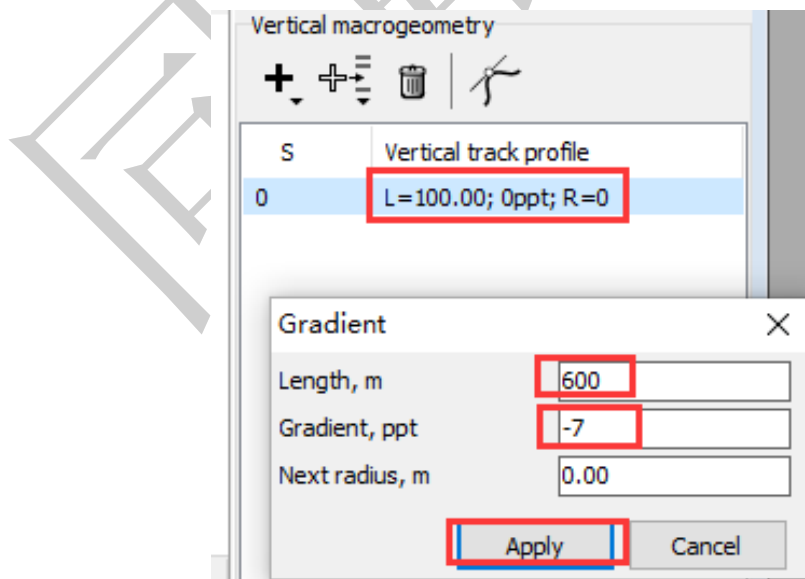 Vertical macrogeometry
S Vertical track profile
0 L=100.00; 0ppt; R=0
Gradient
Length, m 600
Gradient, ppt -7
Next radius, m 0.00
Apply Cancel